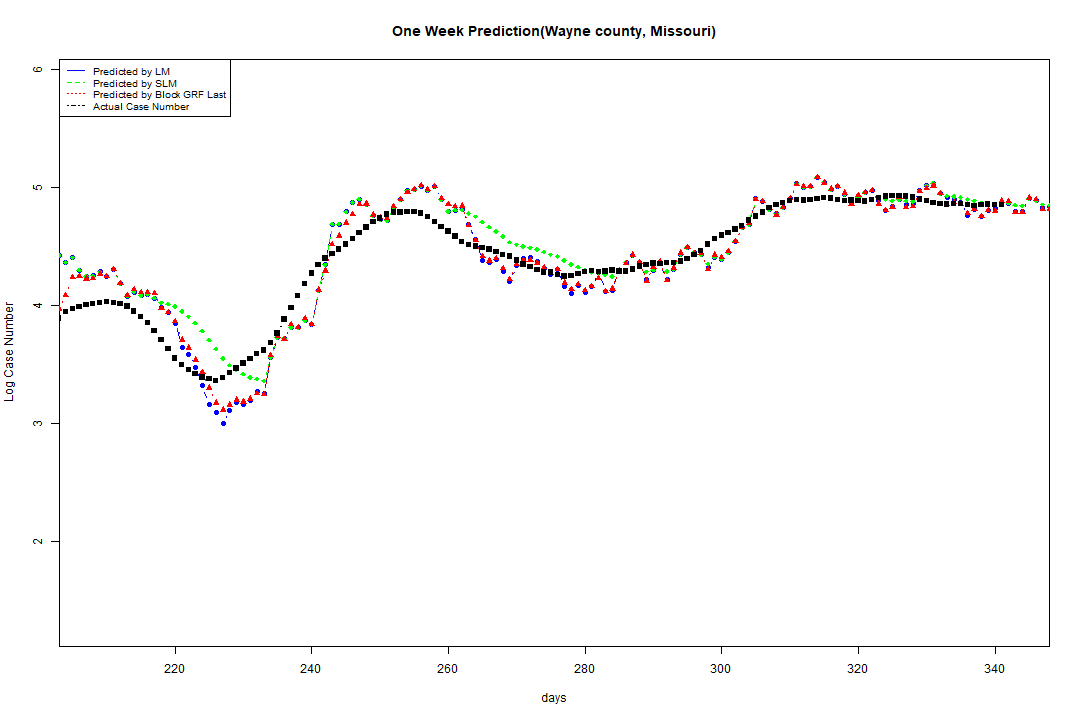 One Week Prediction(Wayne county, Missouri)
Predicted by LM
Predicted by SLM
Predicted by Block GRF Last
Actual Case Number
6
5
4
3
2
Log Case Number
220 240 260 280 300 320 340
days